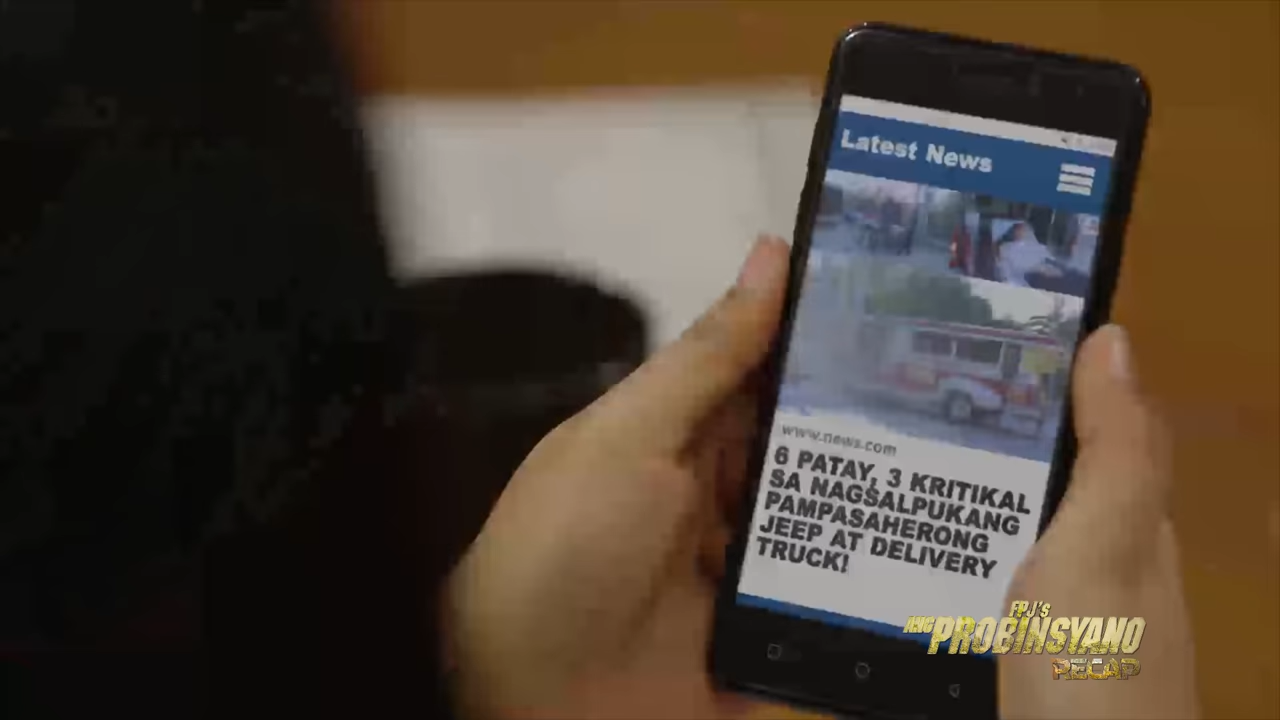 Latest News
www.news.com
6 PATAY, 3 KRITIKAL
SA NAGSALPUKANG
PAMPASAHERONG
JEEP AT DELIVERY
TRUCK!
FPJ's
ANG PROBINSYANO
RECAP